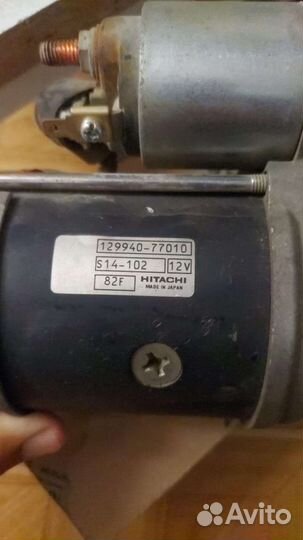 129940-77010
S14-102 12V
82F HITACHI
MADE IN JAPAN
Avito